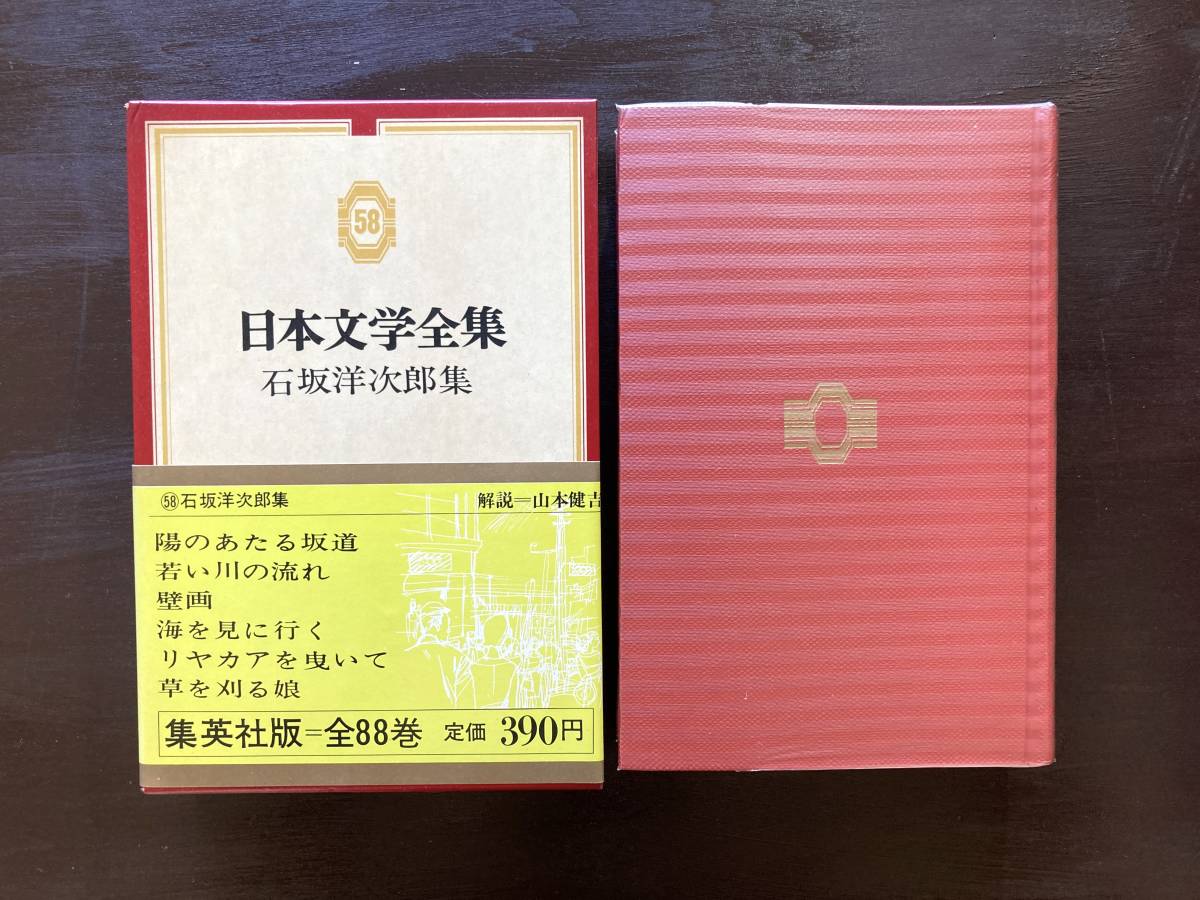 58
日本文学全集
石坂洋次郎集
㊽石坂洋次郎集 解説＝山本健吉
陽のあたる坂道
若い川の流れ
壁画
海を見に行く
リヤカアを曳いて
草を刈る娘
集英社版＝全88巻 定価 390円